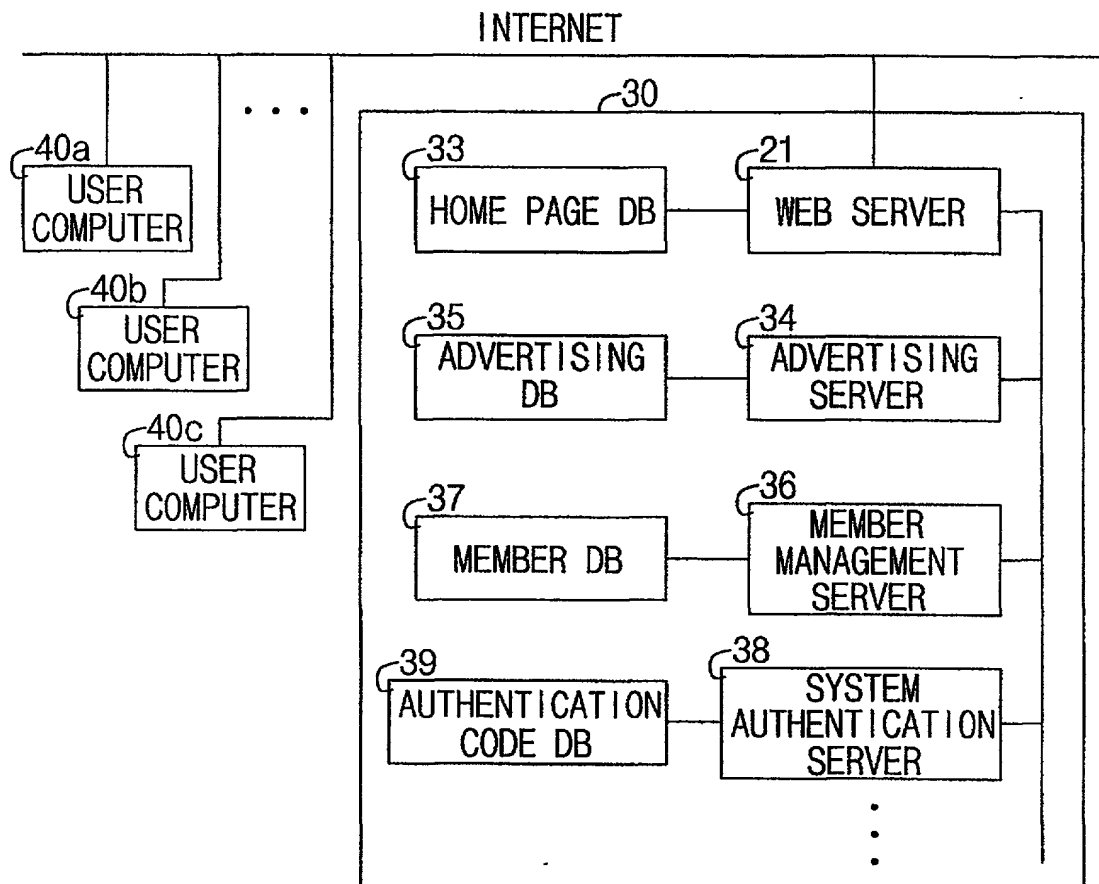 INTERNET
30
40a
USER
COMPUTER
40b
USER
COMPUTER
40c
USER
COMPUTER
33
HOME PAGE DB
21
WEB SERVER
35
ADVERTISING
DB
34
ADVERTISING
SERVER
37
MEMBER DB
36
MEMBER
MANAGEMENT
SERVER
39
AUTHENTICATION
CODE DB
38
SYSTEM
AUTHENTICATION
SERVER